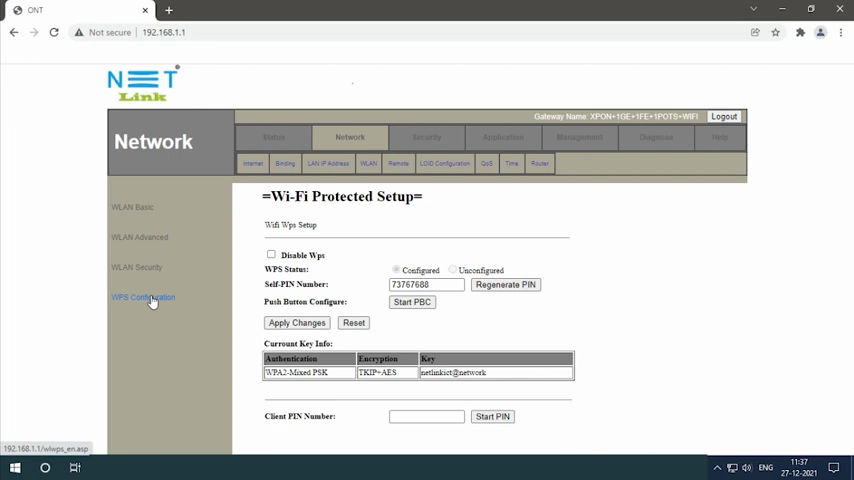 ONT
Not secure | 192.168.1.1
NET
Link
Gateway Name: XPON+1GE+1FE+1POTS+WIFI Logout
Network
Status Network Security Application Management Diagnose Help
Internet Binding LAN IP Address WLAN Remote LOID Configuration QoS Time Router
WLAN Basic
WLAN Advanced
WLAN Security
WPS Configuration
=Wi-Fi Protected Setup=
Wifi Wps Setup
Disable Wps
WPS Status: Configured Unconfigured
Self-PIN Number: 73767688 Regenerate PIN
Push Button Configure: Start PBC
Apply Changes Reset
Currount Key Info:
Authentication Encryption Key
WPA2-Mixed PSK TKIP+AES netlinkict@network
Client PIN Number: Start PIN
192.168.1.1/wlwps_en.asp
ENG
11:37
27-12-2021